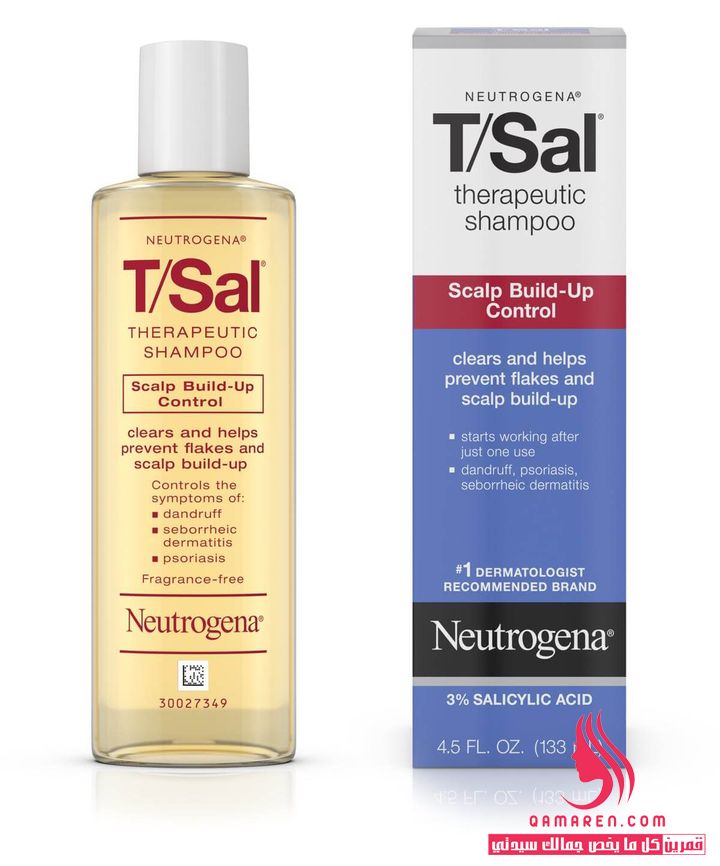 NEUTROGENA®
T/Sal®
THERAPEUTIC
SHAMPOO
Scalp Build-Up
Control
clears and helps
prevent flakes and
scalp build-up
Controls the
symptoms of:
■ dandruff
■ seborrheic
dermatitis
■ psoriasis
Fragrance-free
Neutrogena®
30027349
NEUTROGENA®
T/Sal®
therapeutic
shampoo
Scalp Build-Up
Control
clears and helps
prevent flakes and
scalp build-up
▪ starts working after
just one use
▪ dandruff, psoriasis,
seborrheic dermatitis
#1 DERMATOLOGIST
RECOMMENDED BRAND
Neutrogena®
3% SALICYLIC ACID
4.5 FL. OZ. (133 mL)
QAMAREN.COM
قمرين كل ما يخص جمالك سيدتي